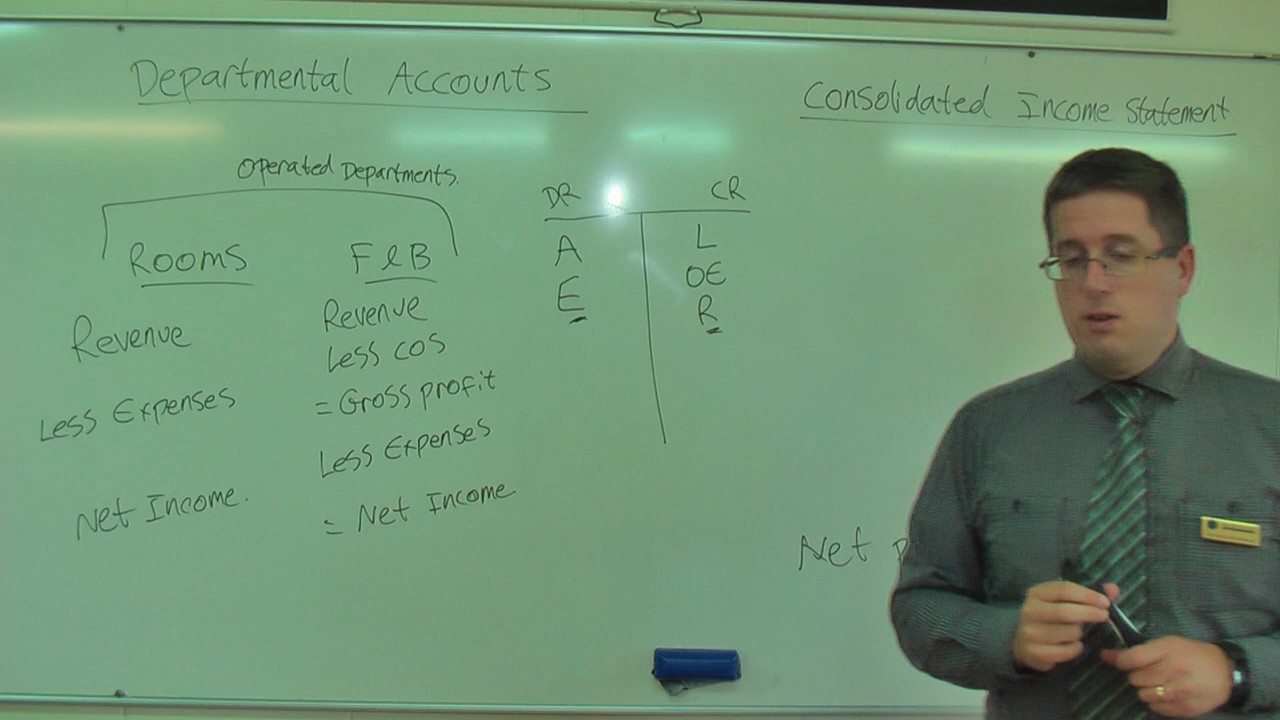 Departmental Accounts
Consolidated Income Statement
Operated Departments.
Rooms
Revenue
Less Expenses
Net Income.
F&B
Revenue
Less COS
= Gross profit
Less Expenses
= Net Income
DR CR
A L
E OE
R
Net